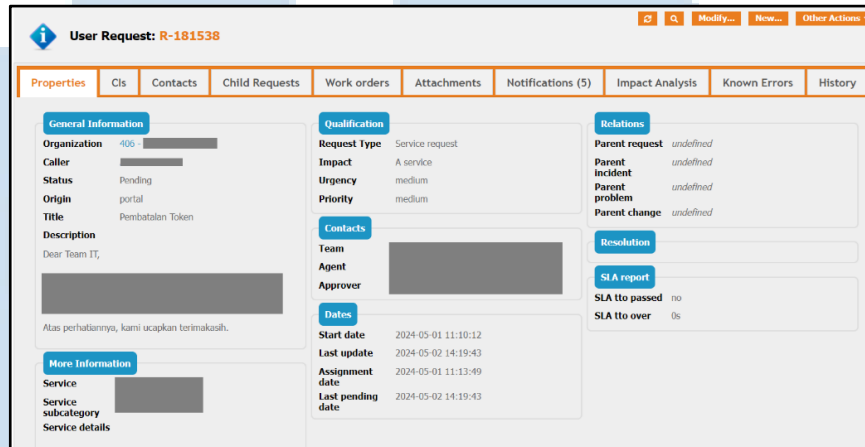 User Request: R-181538
Modify... New... Other Actions
Properties CIs Contacts Child Requests Work orders Attachments Notifications (5) Impact Analysis Known Errors History
General Information
Organization 406 -
Caller
Status Pending
Origin portal
Title Pembatalan Token
Description
Dear Team IT,
Atas perhatiannya, kami ucapkan terimakasih.
More Information
Service
Service subcategory
Service details
Qualification
Request Type Service request
Impact A service
Urgency medium
Priority medium
Contacts
Team
Agent
Approver
Dates
Start date 2024-05-01 11:10:12
Last update 2024-05-02 14:19:43
Assignment date 2024-05-01 11:13:49
Last pending date 2024-05-02 14:19:43
Relations
Parent request undefined
Parent incident undefined
Parent problem undefined
Parent change undefined
Resolution
SLA report
SLA tto passed no
SLA tto over 0s